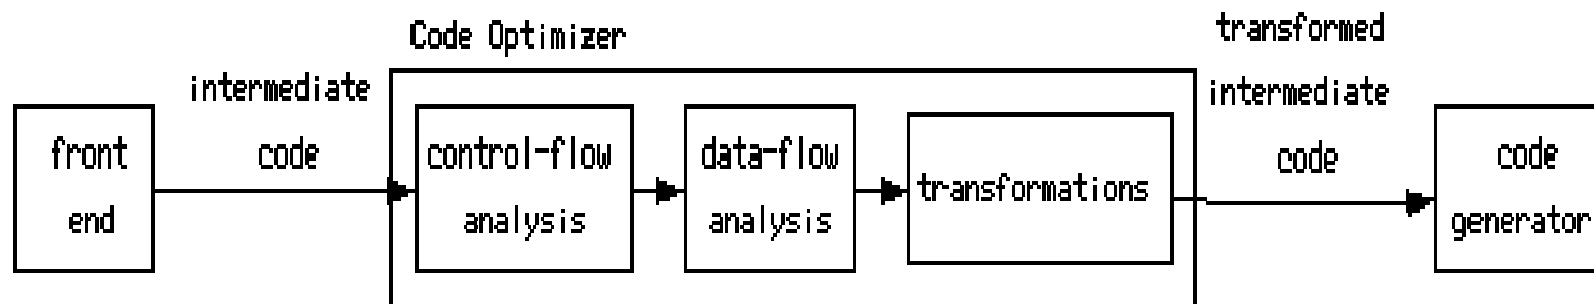 Code Optimizer
transformed
intermediate
intermediate
front
end
code
control-flow
analysis
data-flow
analysis
transformations
code
code
generator